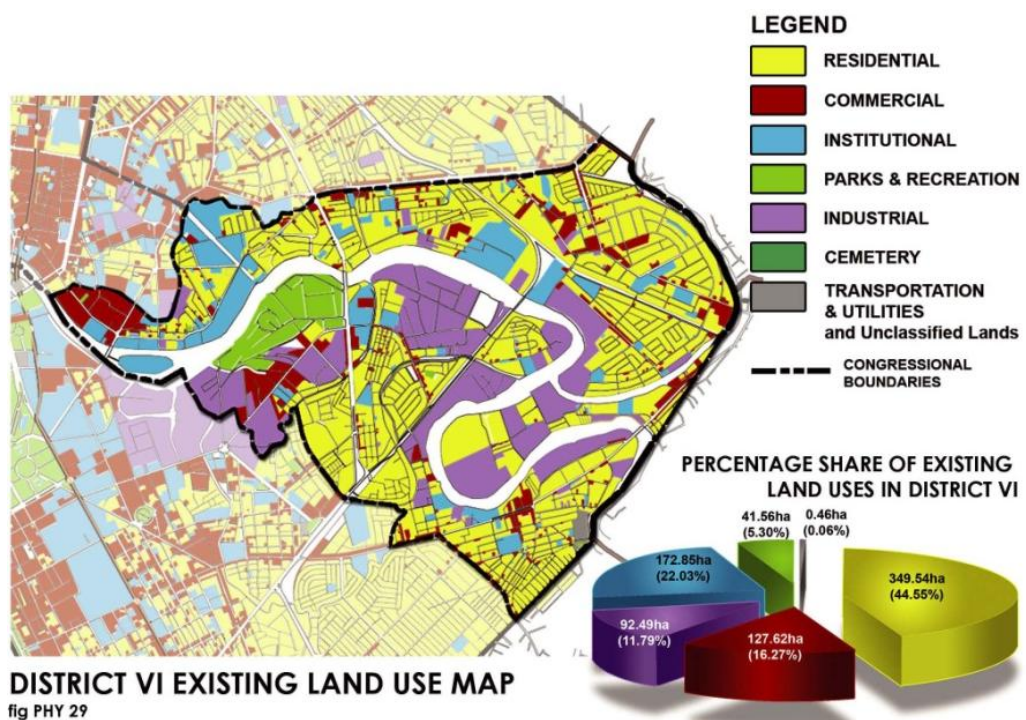 LEGEND
RESIDENTIAL
COMMERCIAL
INSTITUTIONAL
PARKS & RECREATION
INDUSTRIAL
CEMETERY
TRANSPORTATION
& UTILITIES
and Unclassified Lands
CONGRESSIONAL
BOUNDARIES
PERCENTAGE SHARE OF EXISTING
LAND USES IN DISTRICT VI
41.56ha
(5.30%)
0.46ha
(0.06%)
172.85ha
(22.03%)
349.54ha
(44.55%)
92.49ha
(11.79%)
127.62ha
(16.27%)
DISTRICT VI EXISTING LAND USE MAP
fig PHY 29